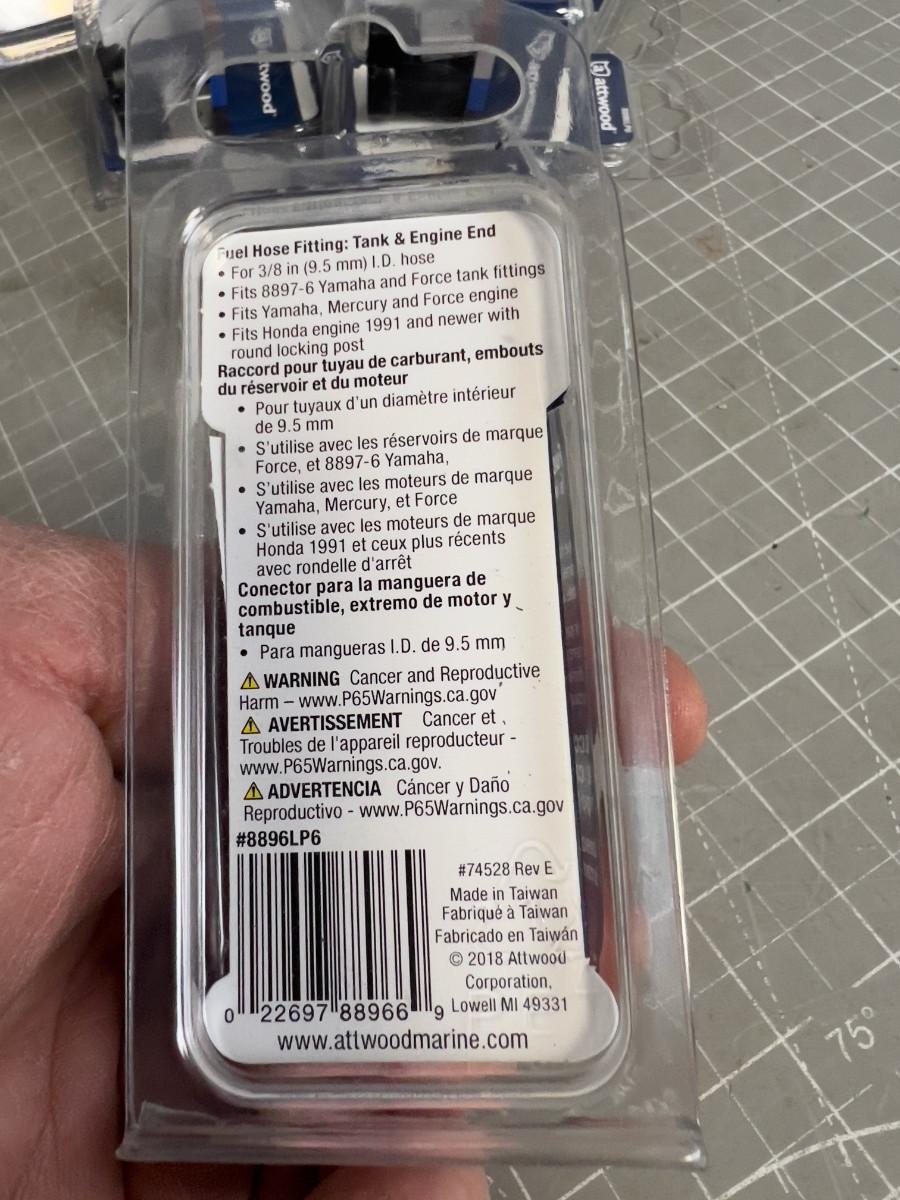 attwood
attwood
Fuel Hose Fitting: Tank & Engine End
• For 3/8 in (9.5 mm) I.D. hose
• Fits 8897-6 Yamaha and Force tank fittings
• Fits Yamaha, Mercury and Force engine
• Fits Honda engine 1991 and newer with
round locking post
Raccord pour tuyau de carburant, embouts
du réservoir et du moteur
• Pour tuyaux d'un diamètre intérieur
de 9.5 mm
• S'utilise avec les réservoirs de marque
Force, et 8897-6 Yamaha,
• S'utilise avec les moteurs de marque
Yamaha, Mercury, et Force
• S'utilise avec les moteurs de marque
Honda 1991 et ceux plus récents
avec rondelle d'arrêt
Conector para la manguera de
combustible, extremo de motor y
tanque
• Para mangueras I.D. de 9.5 mm
⚠ WARNING Cancer and Reproductive
Harm – www.P65Warnings.ca.gov
⚠ AVERTISSEMENT Cancer et
Troubles de l'appareil reproducteur -
www.P65Warnings.ca.gov.
⚠ ADVERTENCIA Cáncer y Daño
Reproductivo - www.P65Warnings.ca.gov
#8896LP6
#74528 Rev E
Made in Taiwan
Fabriqué à Taiwan
Fabricado en Taiwán
© 2018 Attwood
Corporation,
Lowell MI 49331
0 22697 88966 9
www.attwoodmarine.com
75°